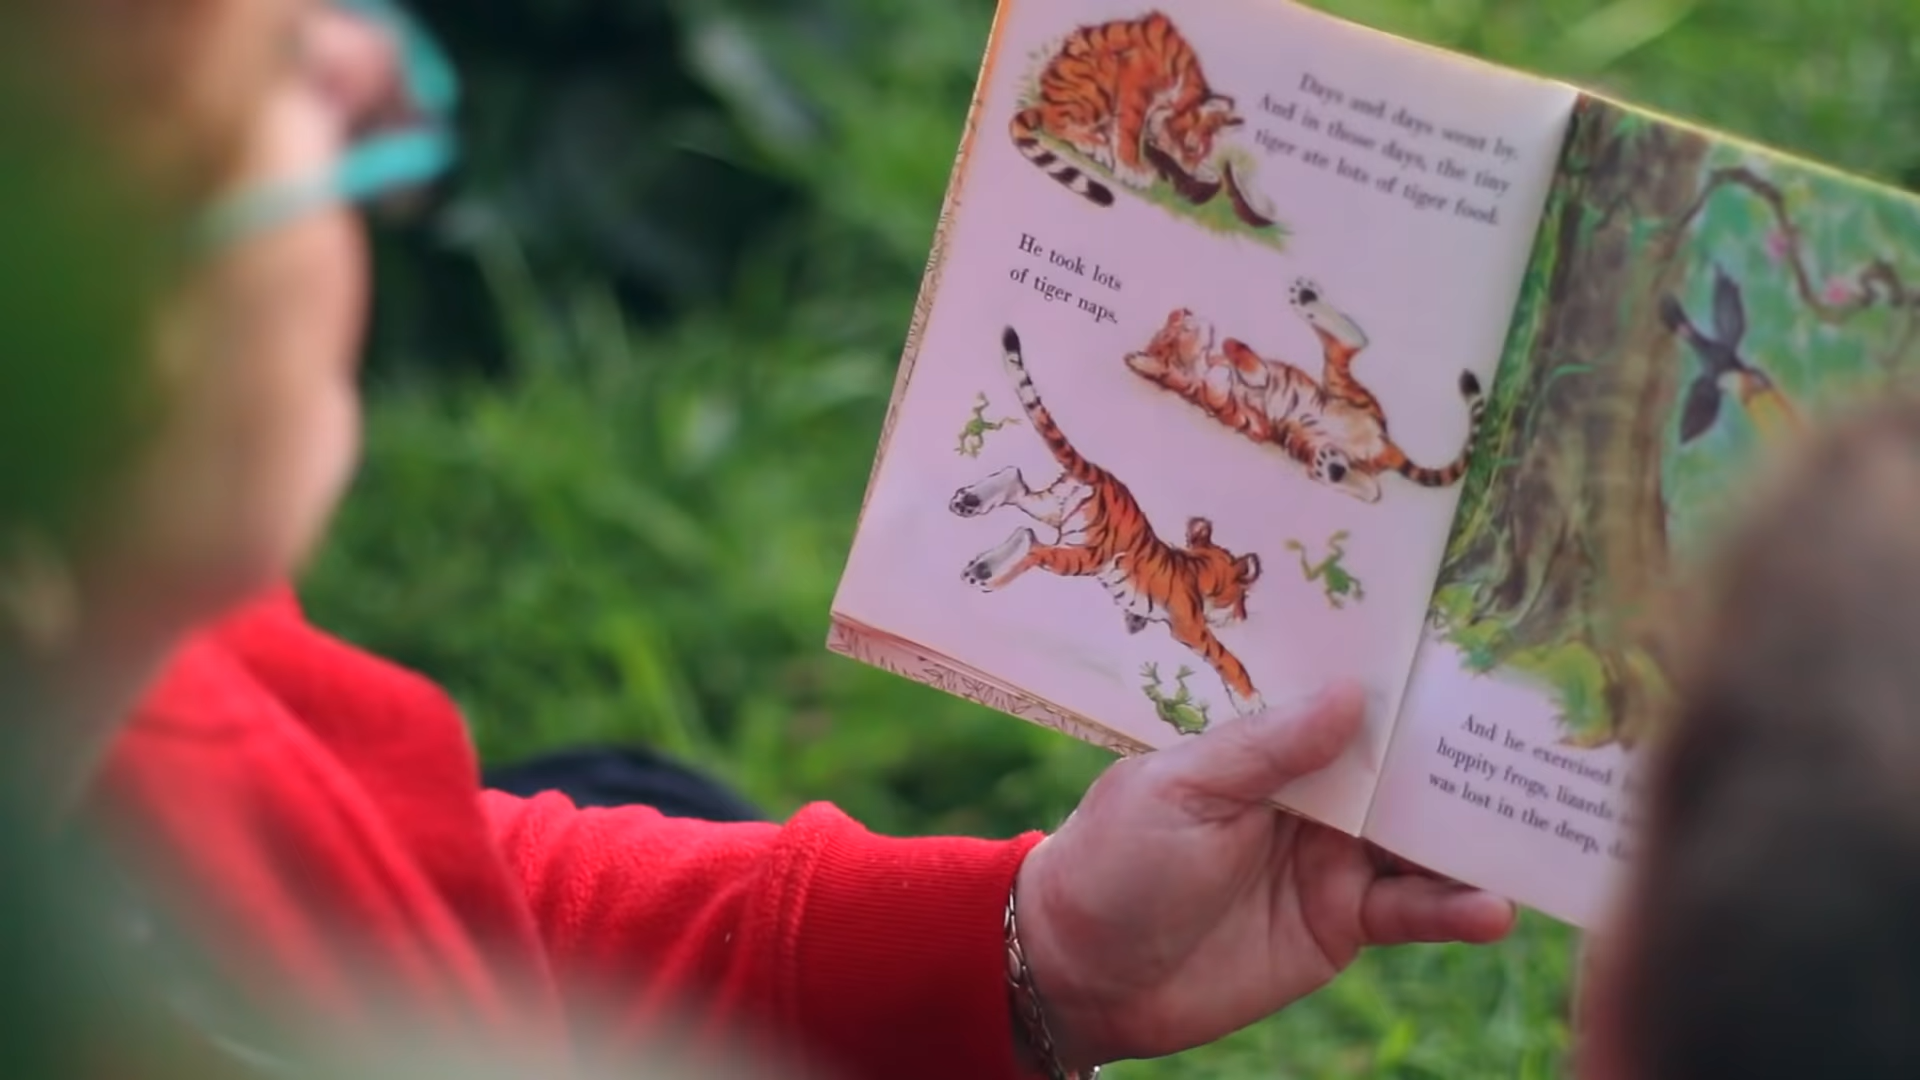 Days and days went by.
And in those days, the tiny
tiger ate lots of tiger food.
He took lots
of tiger naps.
And he exercised
hoppity frogs, lizards
was lost in the deep,